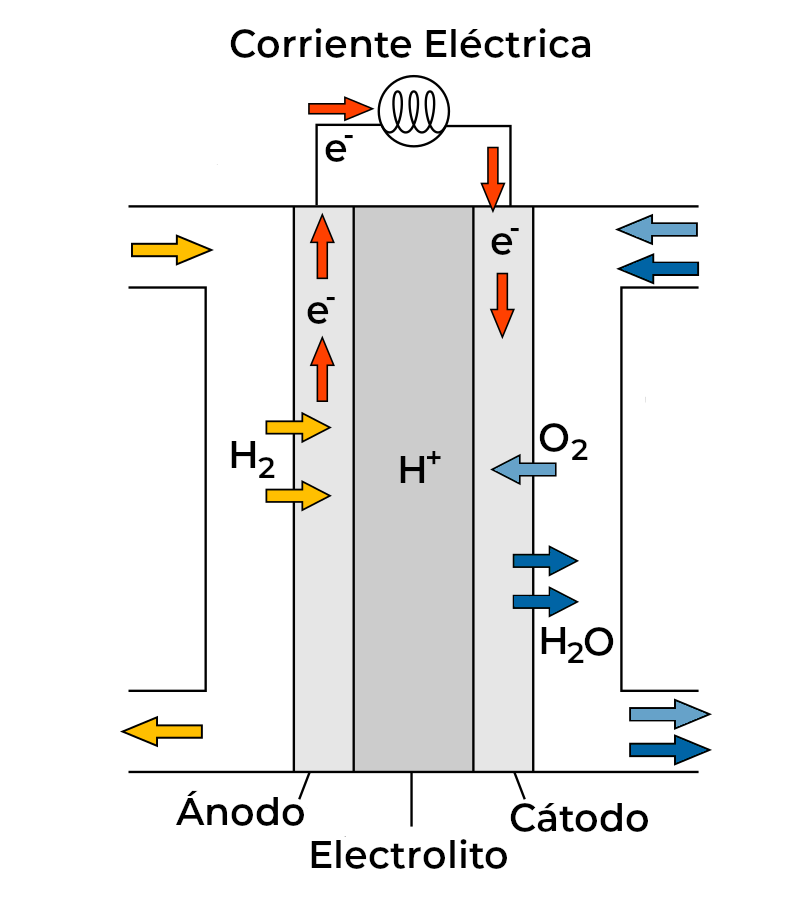 Corriente Eléctrica
e-
e-
e-
H2
H+
O2
H2O
Ánodo
Cátodo
Electrolito